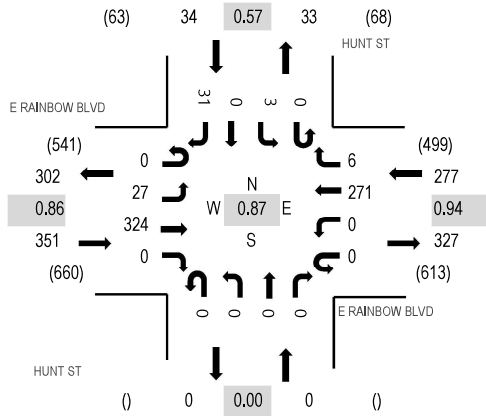 (63) 34 0.57 33 (68)
HUNT ST
E RAINBOW BLVD
31 0 3 0
(541) (499)
302 0 6 277
27 N 271
0.86 W 0.87 E 0.94
324 S 0
351 0 0 327
(660) (613)
0 0 0 0
E RAINBOW BLVD
HUNT ST
() 0 0.00 0 ()